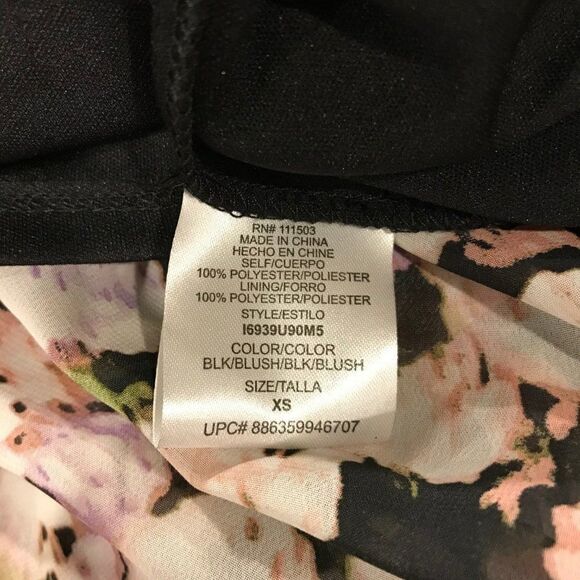 RN# 111503
MADE IN CHINA
HECHO EN CHINE
SELF/CUERPO
100% POLYESTER/POLIESTER
LINING/FORRO
100% POLYESTER/POLIESTER
STYLE/ESTILO
I6939U90M5
COLOR/COLOR
BLK/BLUSH/BLK/BLUSH
SIZE/TALLA
XS
UPC# 886359946707